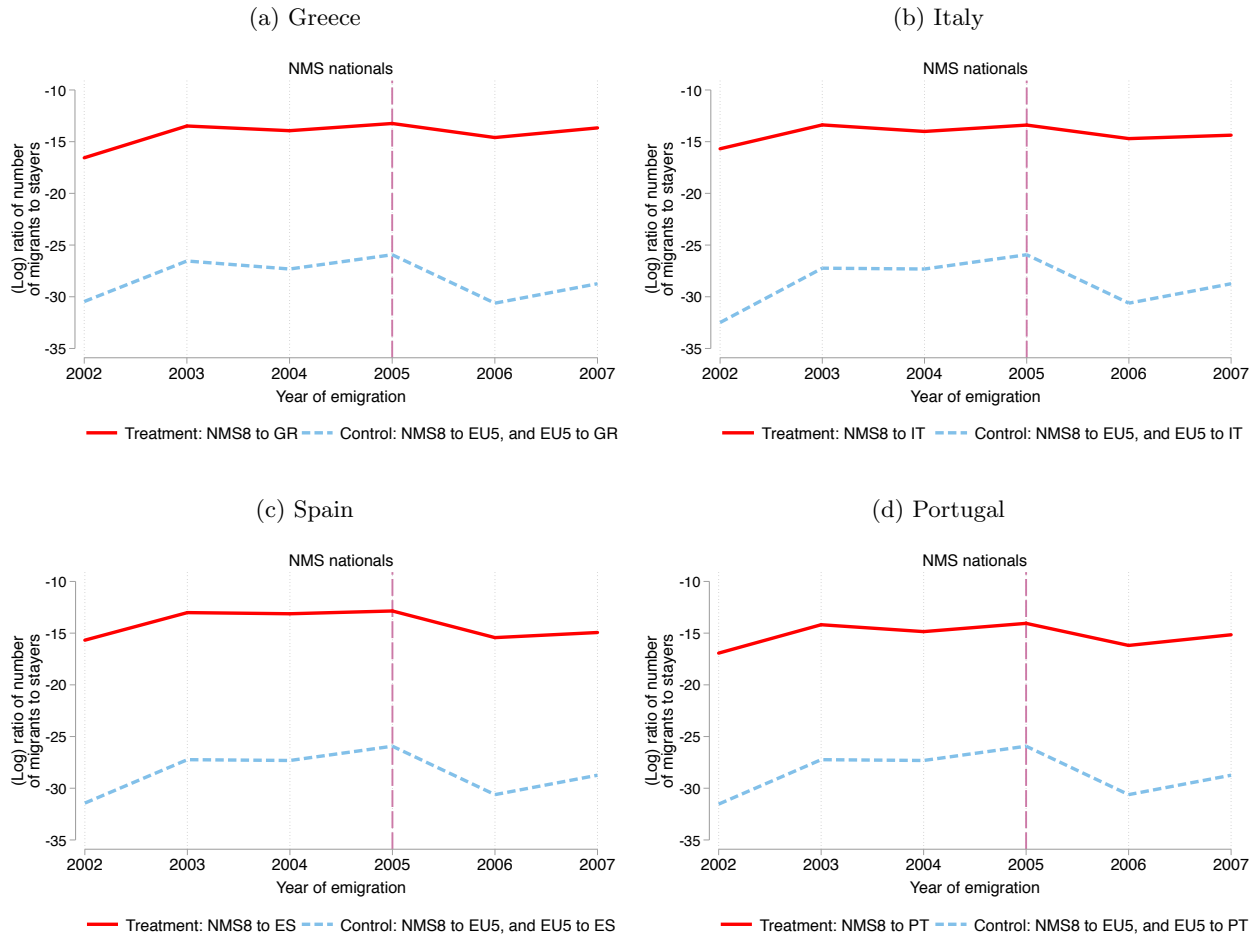 (a) Greece
NMS nationals
(Log) ratio of number
of migrants to stayers
-10
-15
-20
-25
-30
-35
2002 2003 2004 2005 2006 2007
Year of emigration
Treatment: NMS8 to GR Control: NMS8 to EU5, and EU5 to GR
(b) Italy
NMS nationals
(Log) ratio of number
of migrants to stayers
-10
-15
-20
-25
-30
-35
2002 2003 2004 2005 2006 2007
Year of emigration
Treatment: NMS8 to IT Control: NMS8 to EU5, and EU5 to IT
(c) Spain
NMS nationals
(Log) ratio of number
of migrants to stayers
-10
-15
-20
-25
-30
-35
2002 2003 2004 2005 2006 2007
Year of emigration
Treatment: NMS8 to ES Control: NMS8 to EU5, and EU5 to ES
(d) Portugal
NMS nationals
(Log) ratio of number
of migrants to stayers
-10
-15
-20
-25
-30
-35
2002 2003 2004 2005 2006 2007
Year of emigration
Treatment: NMS8 to PT Control: NMS8 to EU5, and EU5 to PT